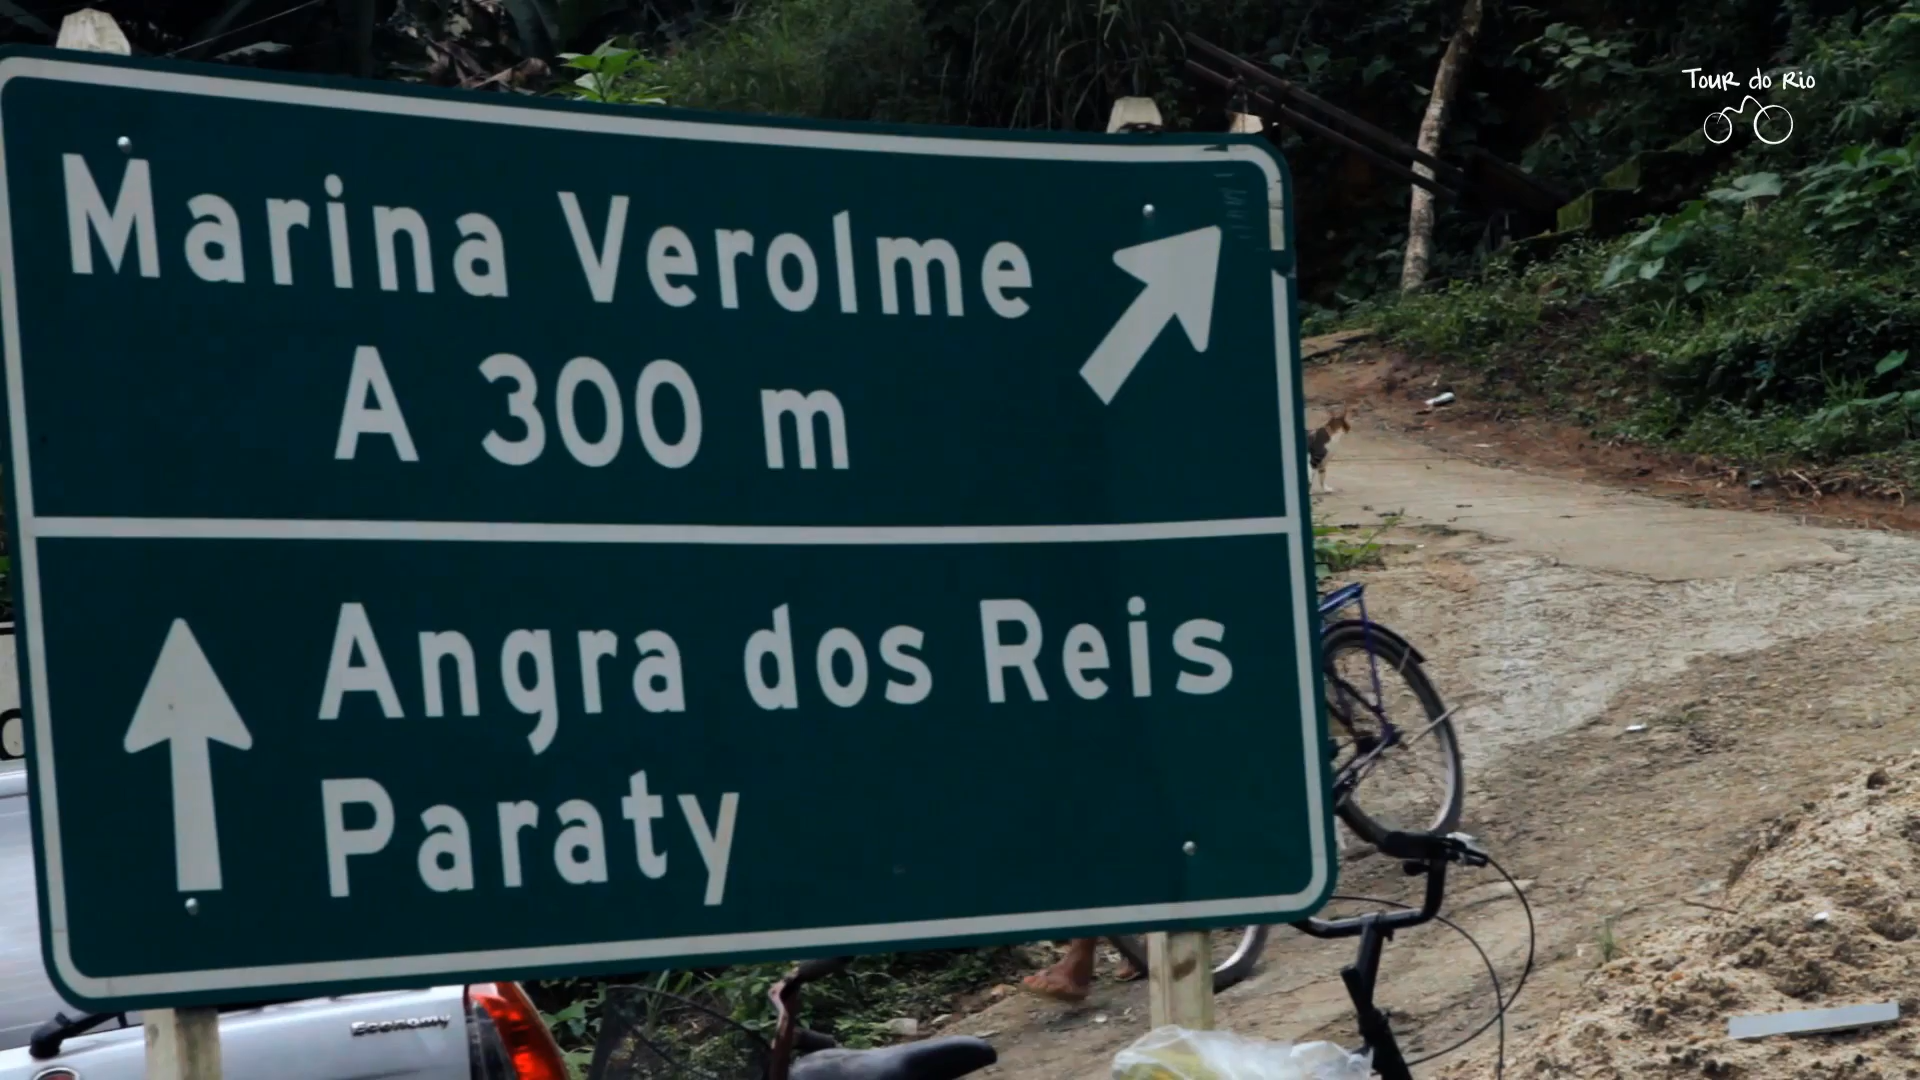 Tour do Rio
Marina Verolme
A 300 m
Angra dos Reis
Paraty
Economy